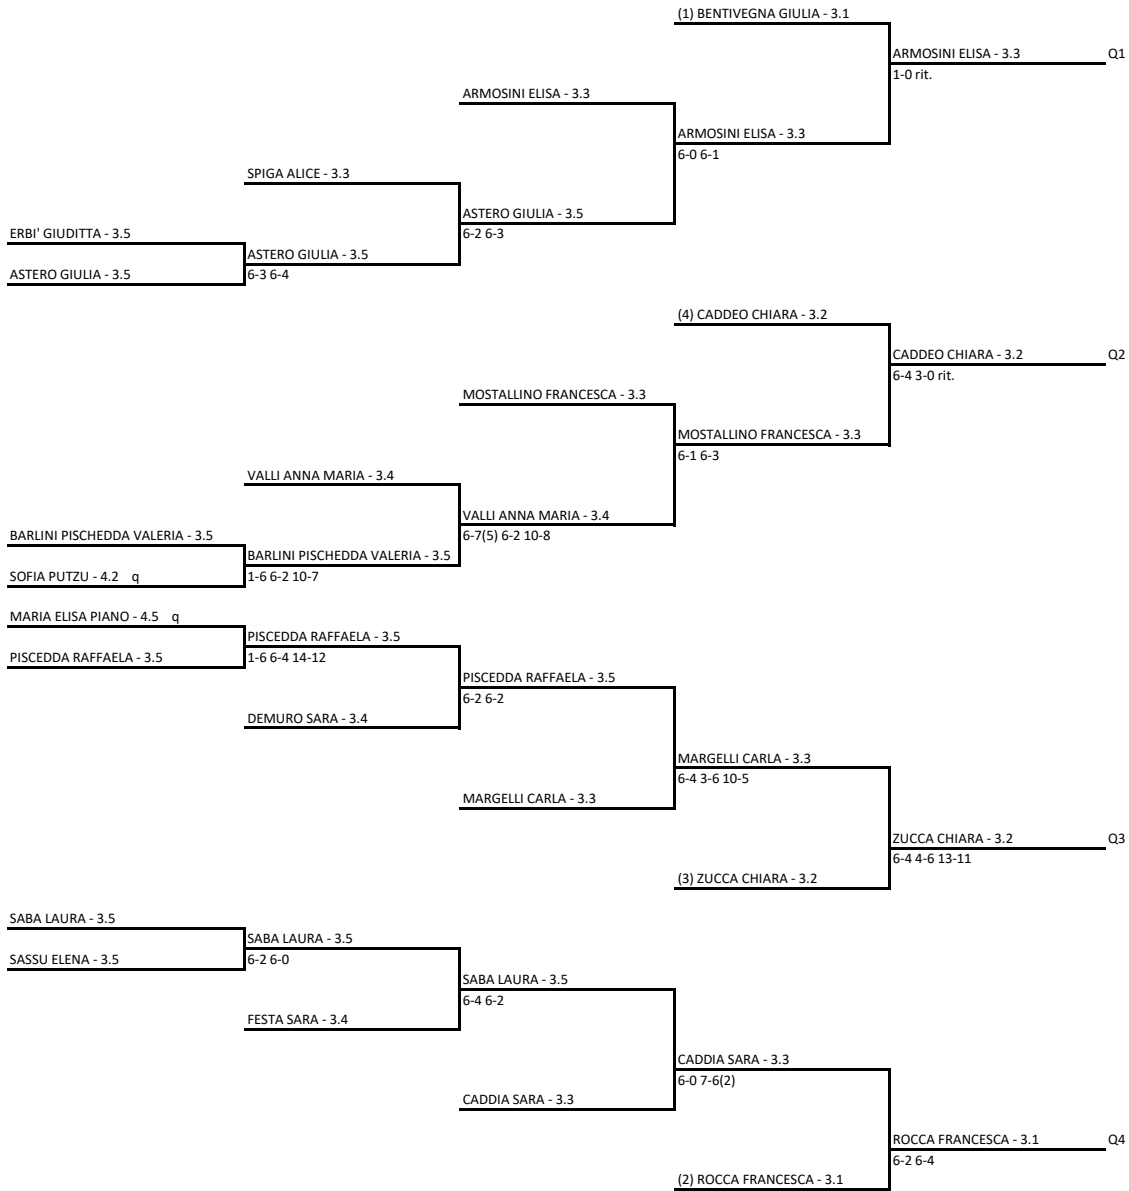 (1) BENTIVEGNA GIULIA - 3.1
ARMOSINI ELISA - 3.3 Q1
1-0 rit.
ARMOSINI ELISA - 3.3
ARMOSINI ELISA - 3.3
6-0 6-1
SPIGA ALICE - 3.3
ASTERO GIULIA - 3.5
6-2 6-3
ERBI' GIUDITTA - 3.5
ASTERO GIULIA - 3.5
6-3 6-4
ASTERO GIULIA - 3.5
(4) CADDEO CHIARA - 3.2
CADDEO CHIARA - 3.2 Q2
6-4 3-0 rit.
MOSTALLINO FRANCESCA - 3.3
MOSTALLINO FRANCESCA - 3.3
6-1 6-3
VALLI ANNA MARIA - 3.4
VALLI ANNA MARIA - 3.4
6-7(5) 6-2 10-8
BARLINI PISCHEDDA VALERIA - 3.5
BARLINI PISCHEDDA VALERIA - 3.5
1-6 6-2 10-7
SOFIA PUTZU - 4.2 q
MARIA ELISA PIANO - 4.5 q
PISCEDDA RAFFAELA - 3.5
1-6 6-4 14-12
PISCEDDA RAFFAELA - 3.5
PISCEDDA RAFFAELA - 3.5
6-2 6-2
DEMURO SARA - 3.4
MARGELLI CARLA - 3.3
6-4 3-6 10-5
MARGELLI CARLA - 3.3
ZUCCA CHIARA - 3.2 Q3
6-4 4-6 13-11
(3) ZUCCA CHIARA - 3.2
SABA LAURA - 3.5
SABA LAURA - 3.5
6-2 6-0
SASSU ELENA - 3.5
SABA LAURA - 3.5
6-4 6-2
FESTA SARA - 3.4
CADDIA SARA - 3.3
6-0 7-6(2)
CADDIA SARA - 3.3
ROCCA FRANCESCA - 3.1 Q4
6-2 6-4
(2) ROCCA FRANCESCA - 3.1